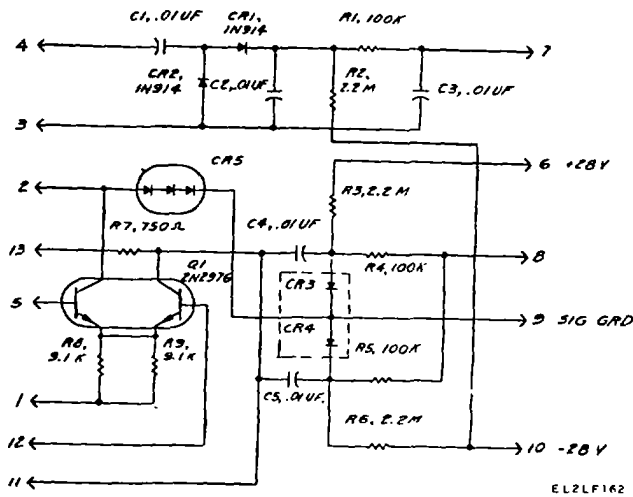 C1, .01UF
CR1,
1N914
R1, 100K
4
7
CR2,
1N914
C2, .01UF
R2,
2.2M
C3, .01UF
3
6 +28V
CR5
2
R3, 2.2M
R7, 750Ω
C4, .01UF
13
8
R4, 100K
Q1
2N2976
CR3
5
9 SIG GRD
CR4
R8,
9.1K
R9,
9.1K
R5, 100K
C5, .01UF.
1
R6, 2.2M
12
10 -28V
11
EL2LF162